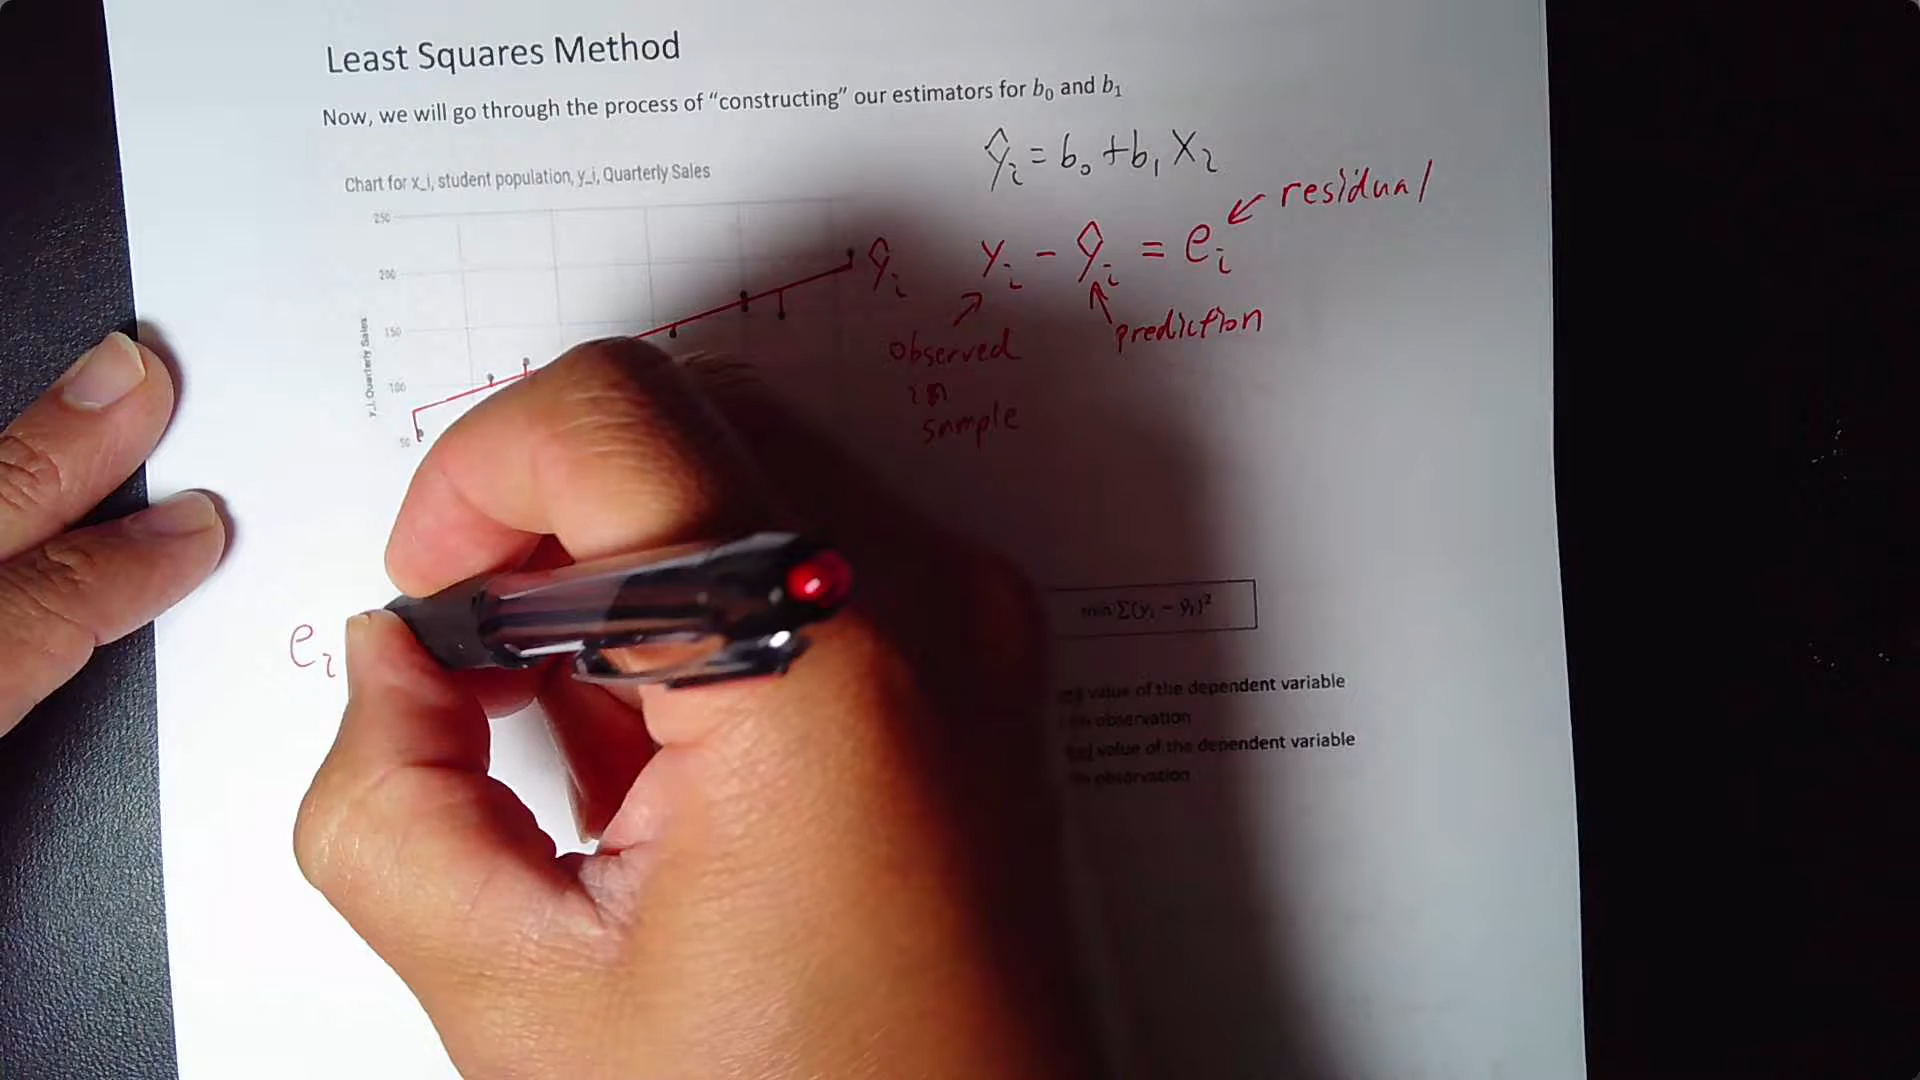 Least Squares Method
Now, we will go through the process of “constructing” our estimators for b₀ and b₁
ŷᵢ = b₀ + b₁ xᵢ
Chart for x_i, student population, y_i, Quarterly Sales
250
200
150
100
50
y_i, Quarterly Sales
ŷᵢ
yᵢ - ŷᵢ = eᵢ ← residual
prediction
observed
in
sample
eᵢ
min Σ(yᵢ − ŷᵢ)²
value of the dependent variable
observation
value of the dependent variable
observation